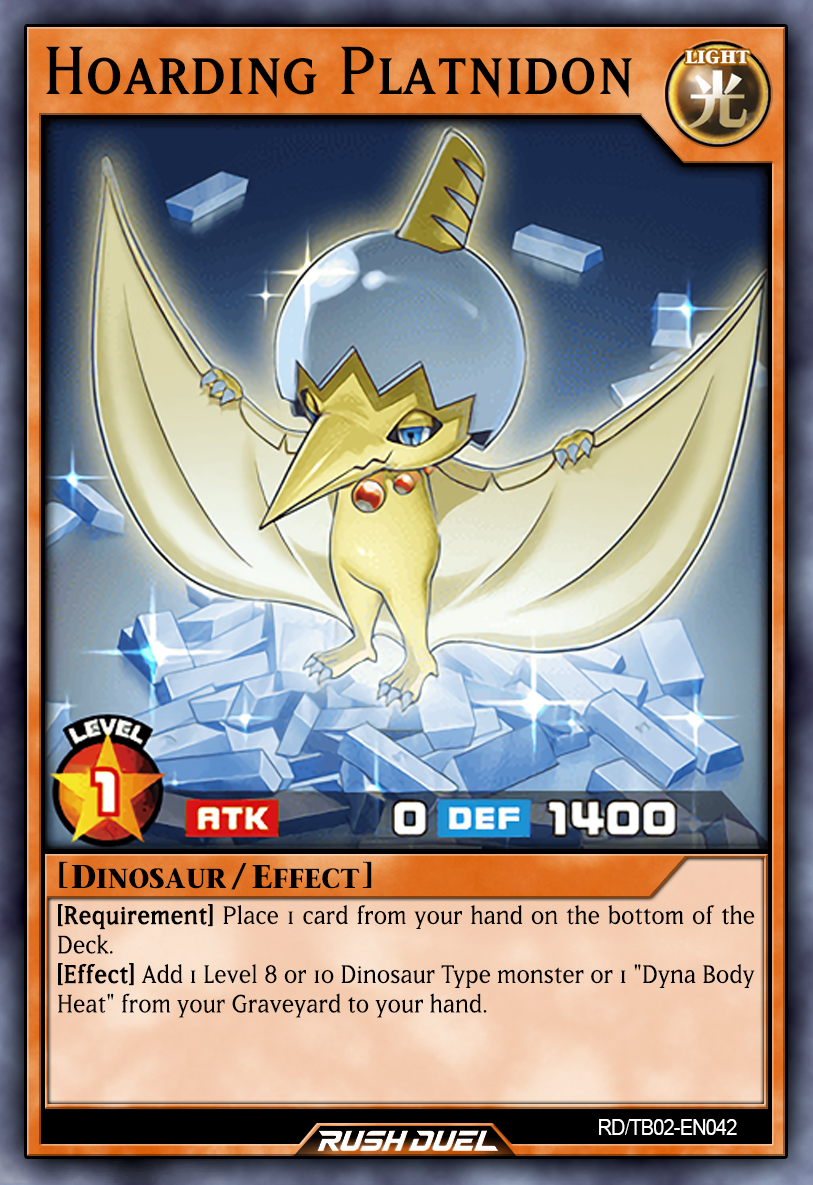 Hoarding Platnidon
LIGHT
光
LEVEL
1
ATK 0 DEF 1400
[Dinosaur / Effect]
[Requirement] Place 1 card from your hand on the bottom of the
Deck.
[Effect] Add 1 Level 8 or 10 Dinosaur Type monster or 1 "Dyna Body
Heat" from your Graveyard to your hand.
RD/TB02-EN042
RUSH DUEL